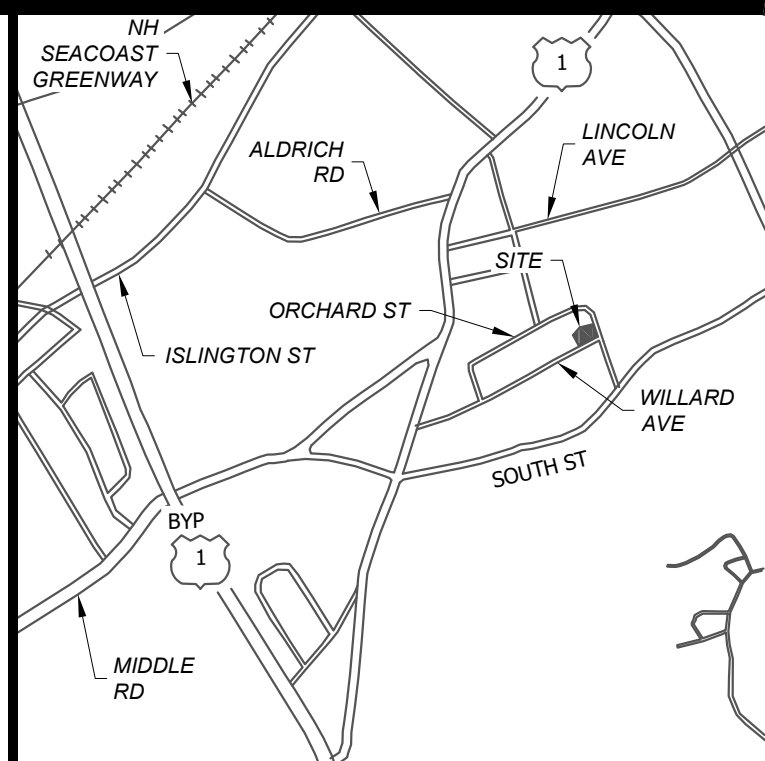 NH
SEACOAST
GREENWAY
1
ALDRICH
RD
LINCOLN
AVE
SITE
ORCHARD ST
ISLINGTON ST
WILLARD
AVE
SOUTH ST
BYP
1
MIDDLE
RD